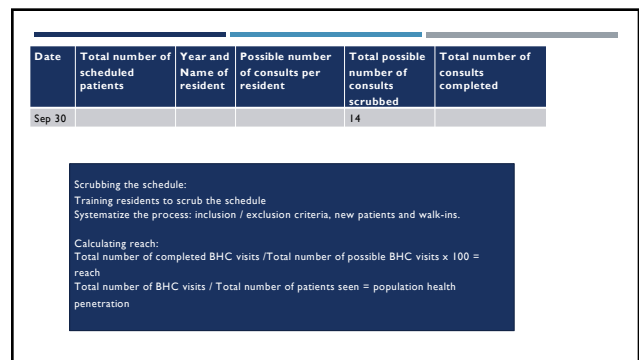 Date Total number of scheduled patients Year and Name of resident Possible number of consults per resident Total possible number of consults scrubbed Total number of consults completed
Sep 30 14
Scrubbing the schedule:
Training residents to scrub the schedule
Systematize the process: inclusion / exclusion criteria, new patients and walk-ins.
Calculating reach:
Total number of completed BHC visits /Total number of possible BHC visits x 100 =
reach
Total number of BHC visits / Total number of patients seen = population health
penetration